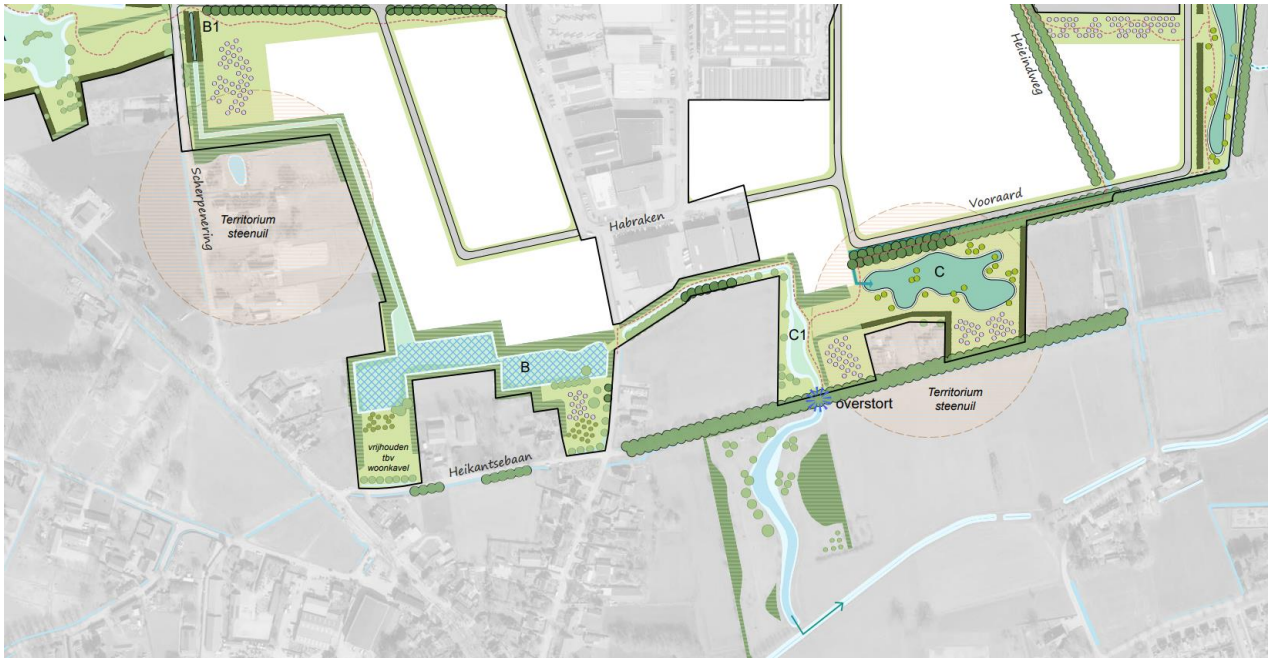 B1
Heieindweg
Scherpenering
Territorium
steenuil
Habraken
Vooraard
C
C1
B
overstort
Territorium
steenuil
vrijhouden
tbv
woonkavel
Heikantsebaan